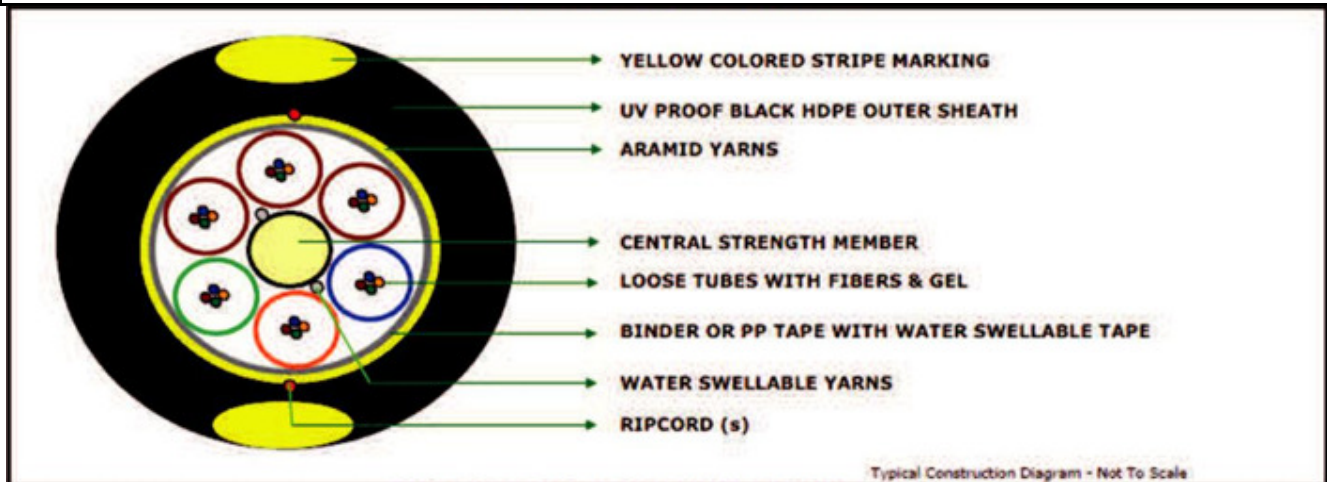 YELLOW COLORED STRIPE MARKING
UV PROOF BLACK HDPE OUTER SHEATH
ARAMID YARNS
CENTRAL STRENGTH MEMBER
LOOSE TUBES WITH FIBERS & GEL
BINDER OR PP TAPE WITH WATER SWELLABLE TAPE
WATER SWELLABLE YARNS
RIPCORD (s)
Typical Construction Diagram - Not To Scale